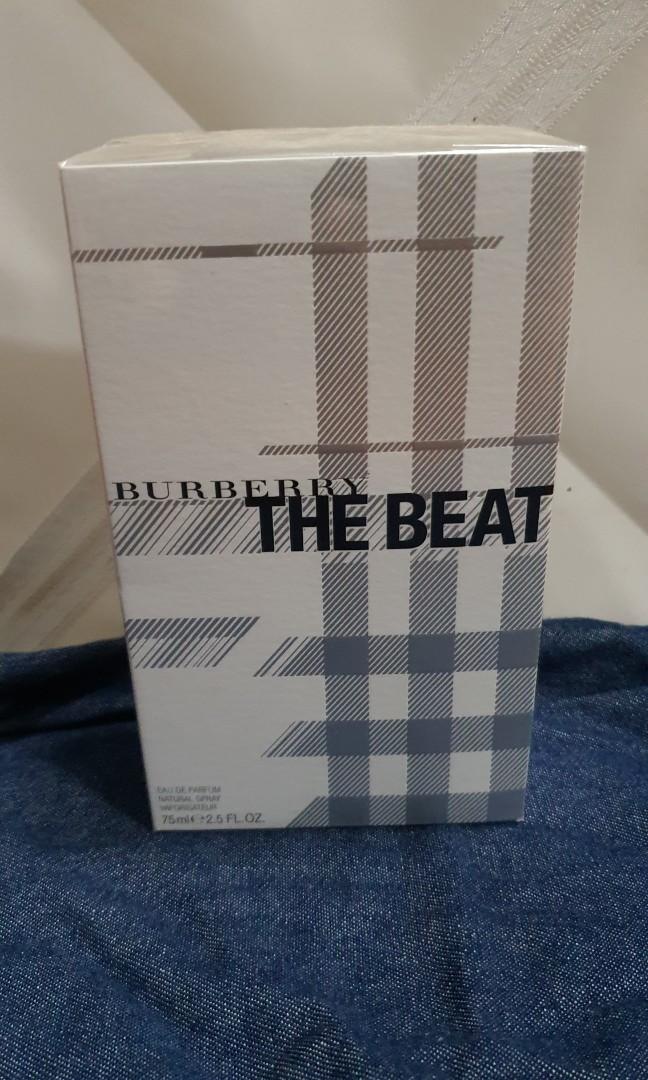 BURBERRY
THE BEAT
EAU DE PARFUM
NATURAL SPRAY
VAPORISATEUR
75ml℮2.5 FL.OZ.